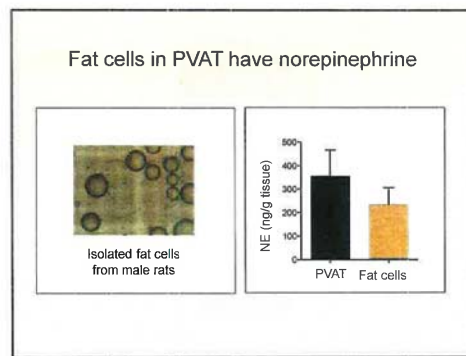 Fat cells in PVAT have norepinephrine
Isolated fat cells
from male rats
NE (ng/g tissue)
500
400
300
200
100
0
PVAT
Fat cells